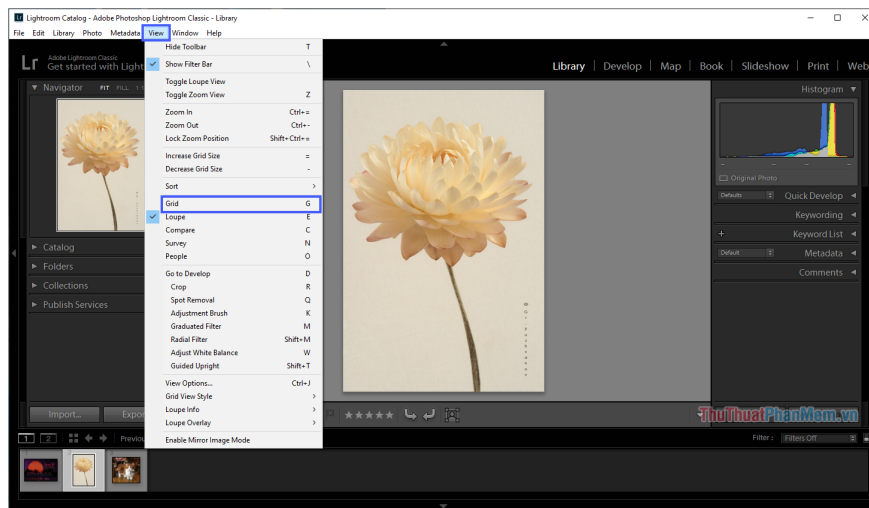 Lr Lightroom Catalog - Adobe Photoshop Lightroom Classic - Library
File Edit Library Photo Metadata View Window Help
Lr Adobe Lightroom Classic
Get started with Light
Library | Develop | Map | Book | Slideshow | Print | Web
Navigator FIT FILL
Hide Toolbar T
Show Filter Bar \
Toggle Loupe View
Toggle Zoom View Z
Zoom In Ctrl+=
Zoom Out Ctrl+-
Lock Zoom Position Shift+Ctrl+=
Increase Grid Size =
Decrease Grid Size -
Sort
Grid G
Loupe E
Compare C
Survey N
People O
Go to Develop D
Crop R
Spot Removal Q
Adjustment Brush K
Graduated Filter M
Radial Filter Shift+M
Adjust White Balance W
Guided Upright Shift+T
View Options... Ctrl+J
Grid View Style
Loupe Info
Loupe Overlay
Enable Mirror Image Mode
Catalog
Folders
Collections
Publish Services
Import... Expor
Histogram
Original Photo
Defaults Quick Develop
Keywording
+ Keyword List
Default Metadata
Comments
ThuThuatPhanMem.vn
1 2 Previou
Filter : Filters Off